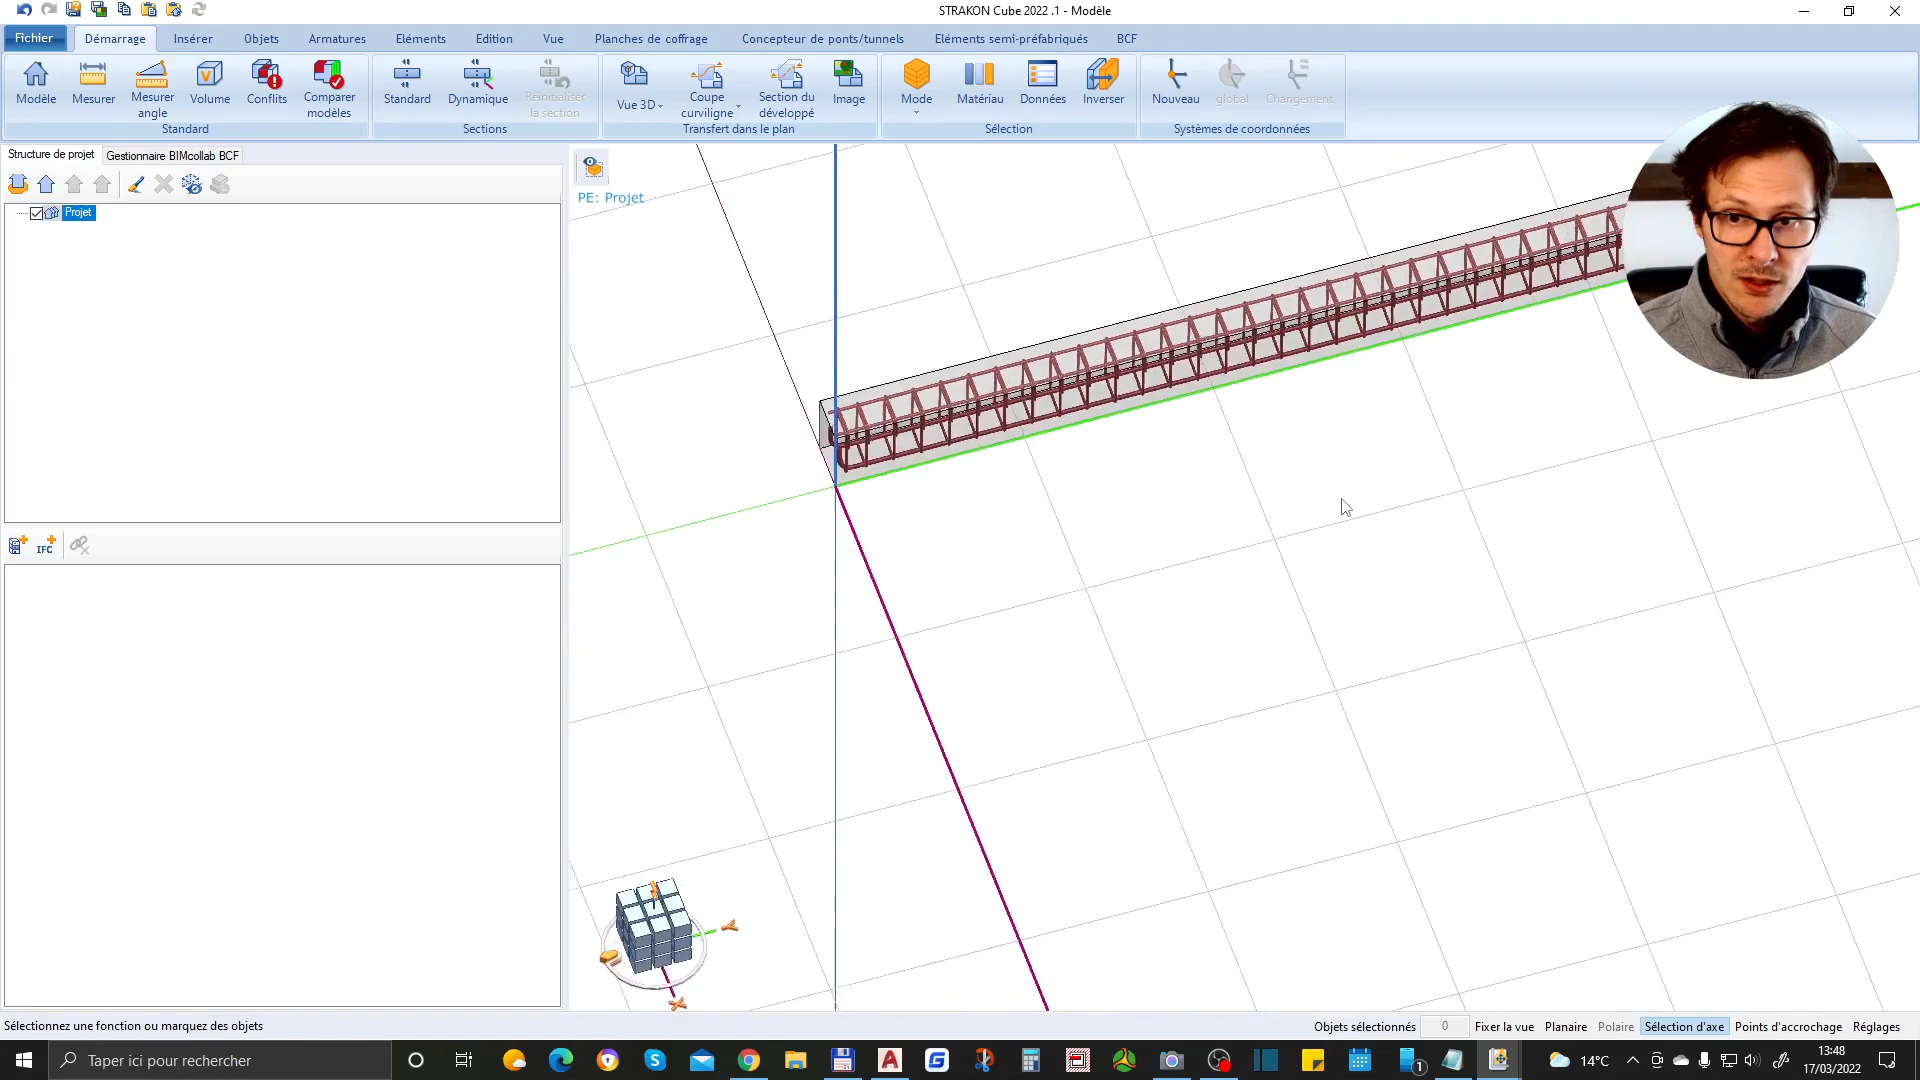 STRAKON Cube 2022 .1 - Modèle
Fichier Démarrage Insérer Objets Armatures Eléments Edition Vue Planches de coffrage Concepteur de ponts/tunnels Eléments semi-préfabriqués BCF
Modèle Mesurer Mesurer angle Volume Conflits Comparer modèles
Standard
Standard Dynamique Réinitialiser la section
Sections
Vue 3D Coupe curviligne Section du développé Image
Transfert dans le plan
Mode Matériau Données Inverser
Sélection
Nouveau global Changement
Systèmes de coordonnées
Structure de projet Gestionnaire BIMcollab BCF
PE: Projet
Projet
IFC
Sélectionnez une fonction ou marquez des objets
Objets sélectionnés 0 Fixer la vue Planaire Polaire Sélection d'axe Points d'accrochage Réglages
Taper ici pour rechercher
14°C
13:48
17/03/2022